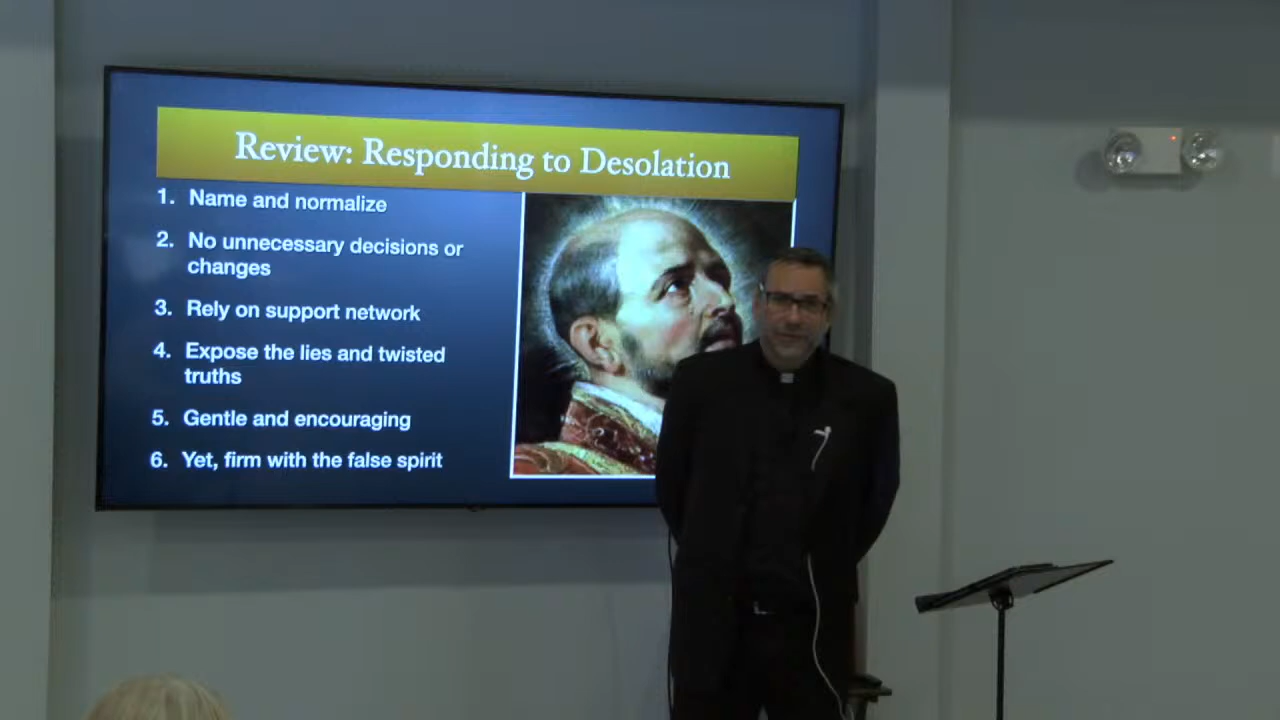 Review: Responding to Desolation
1. Name and normalize
2. No unnecessary decisions or
changes
3. Rely on support network
4. Expose the lies and twisted
truths
5. Gentle and encouraging
6. Yet, firm with the false spirit